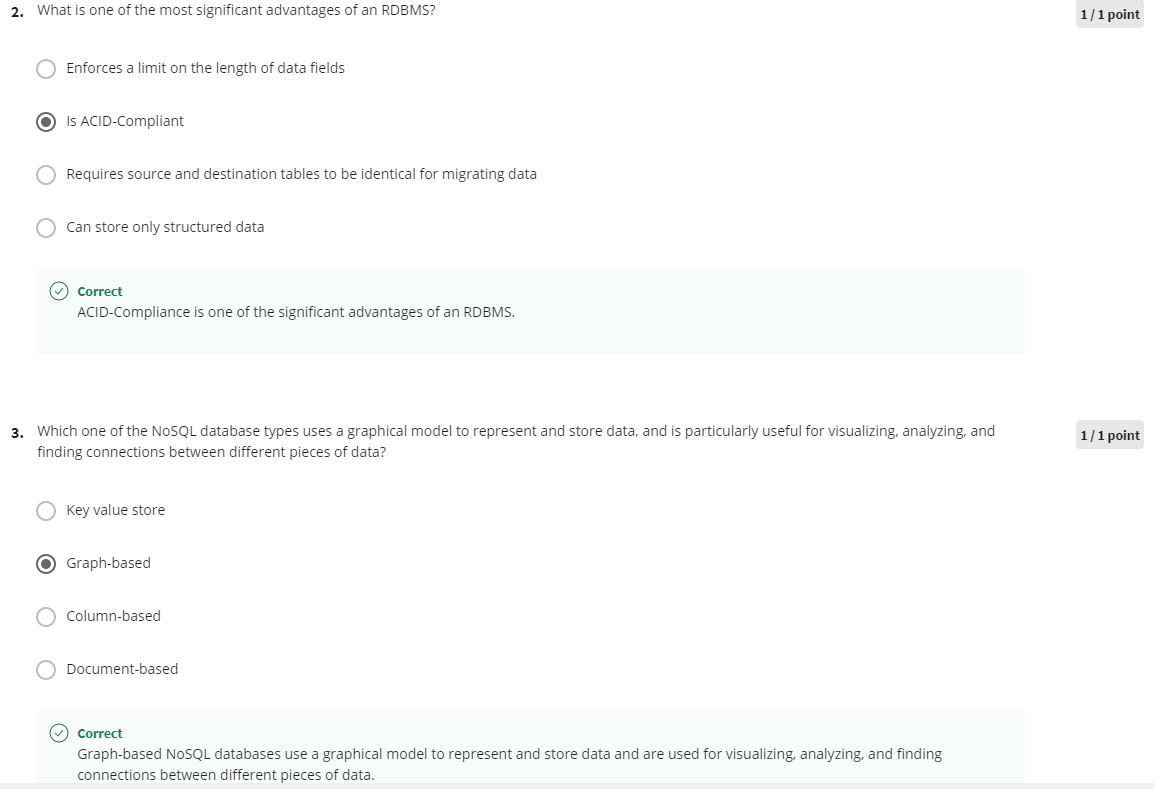 2. What is one of the most significant advantages of an RDBMS?
1 / 1 point
Enforces a limit on the length of data fields
Is ACID-Compliant
Requires source and destination tables to be identical for migrating data
Can store only structured data
Correct
ACID-Compliance is one of the significant advantages of an RDBMS.
3. Which one of the NoSQL database types uses a graphical model to represent and store data, and is particularly useful for visualizing, analyzing, and
finding connections between different pieces of data?
1 / 1 point
Key value store
Graph-based
Column-based
Document-based
Correct
Graph-based NoSQL databases use a graphical model to represent and store data and are used for visualizing, analyzing, and finding
connections between different pieces of data.